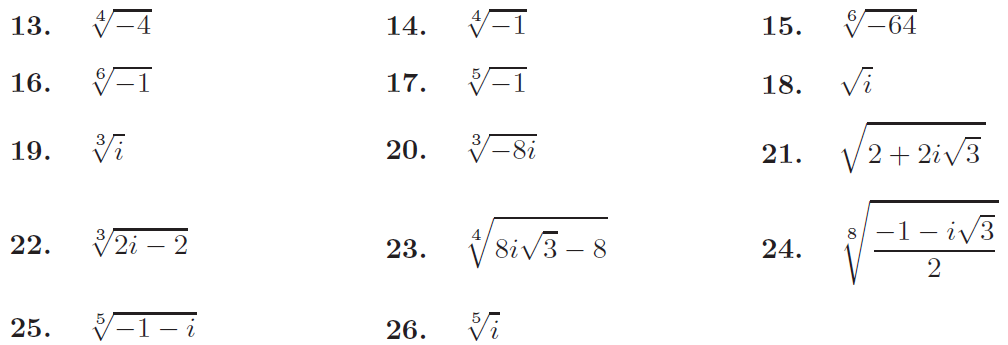 13. ∜−4 14. ∜−1 15. ⁶√−64
16. ⁶√−1 17. ⁵√−1 18. √i
19. ∛i 20. ∛−8i 21. √(2 + 2i√3)
22. ∛(2i − 2) 23. ∜(8i√3 − 8) 24. ⁸√((−1 − i√3)/2)
25. ⁵√(−1 − i) 26. ⁵√i